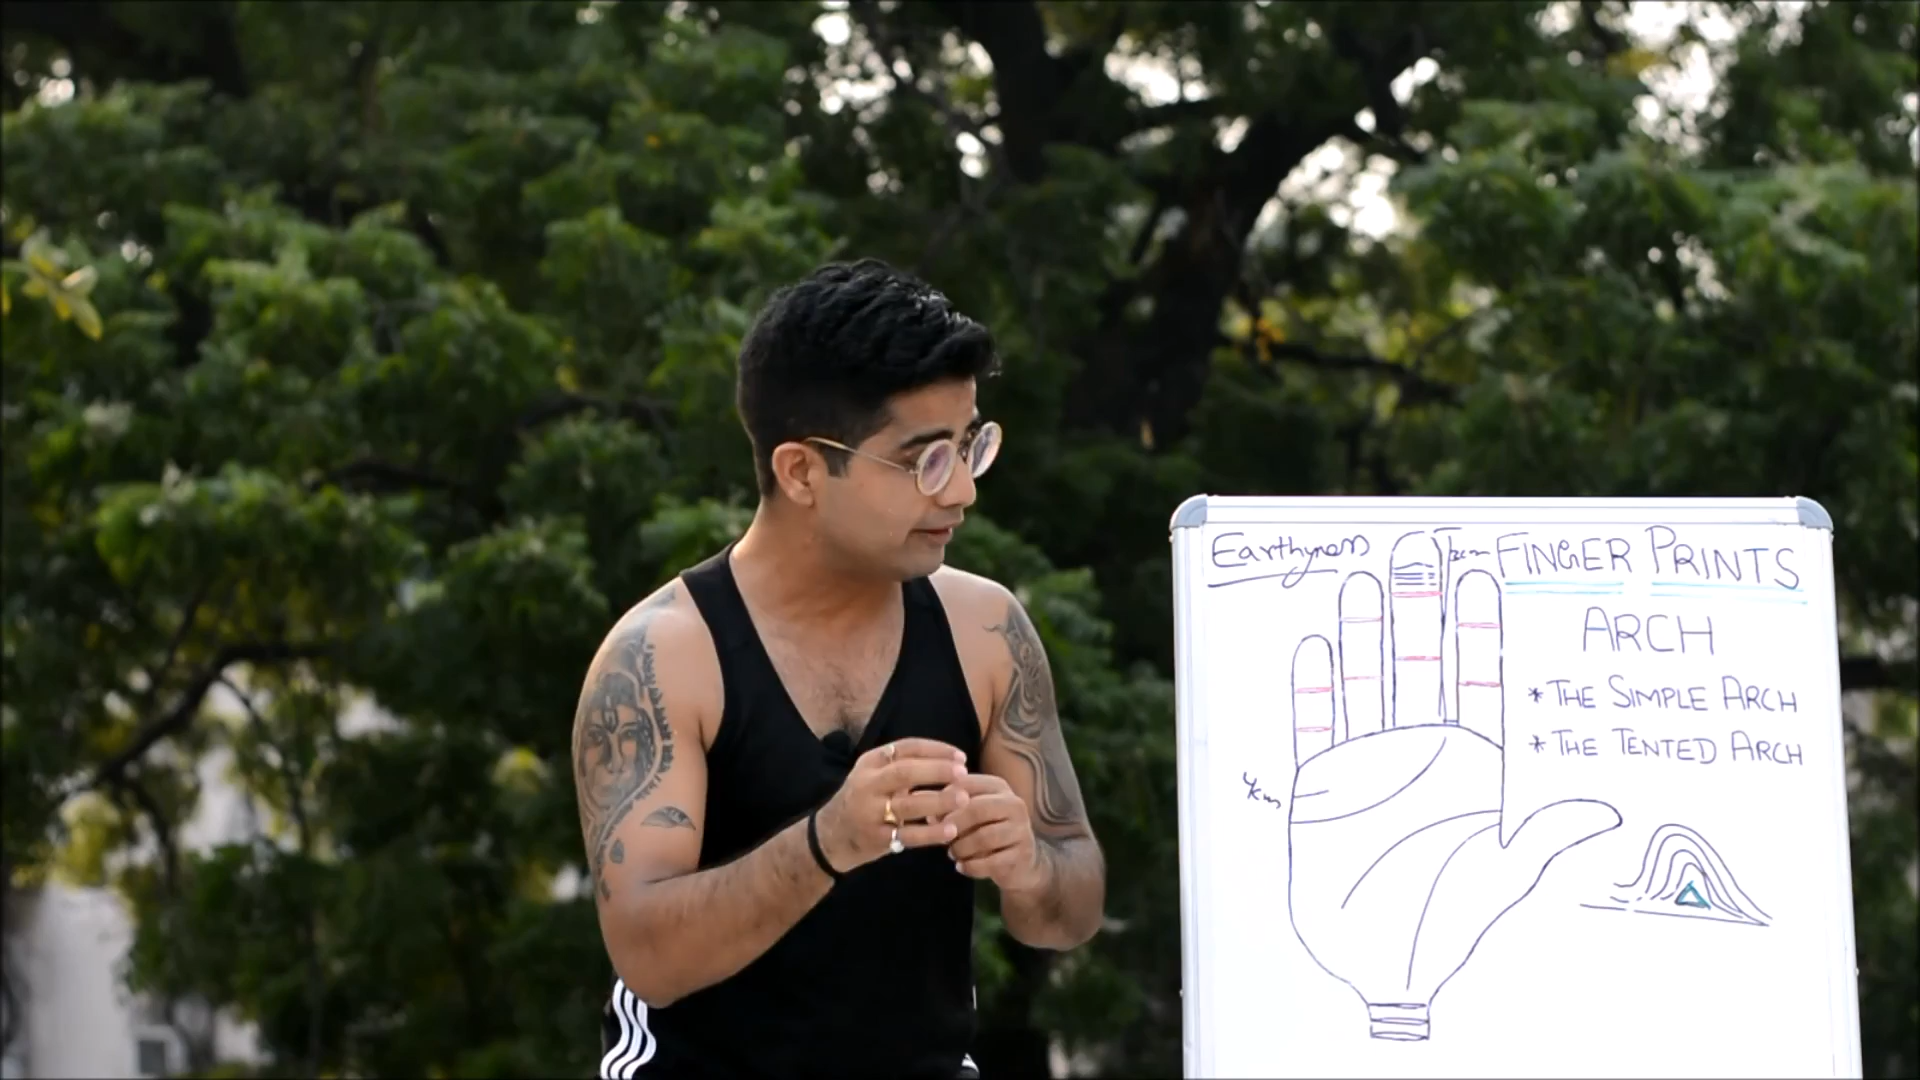 Earthyness
FINGER PRINTS
ARCH
* THE SIMPLE ARCH
* THE TENTED ARCH